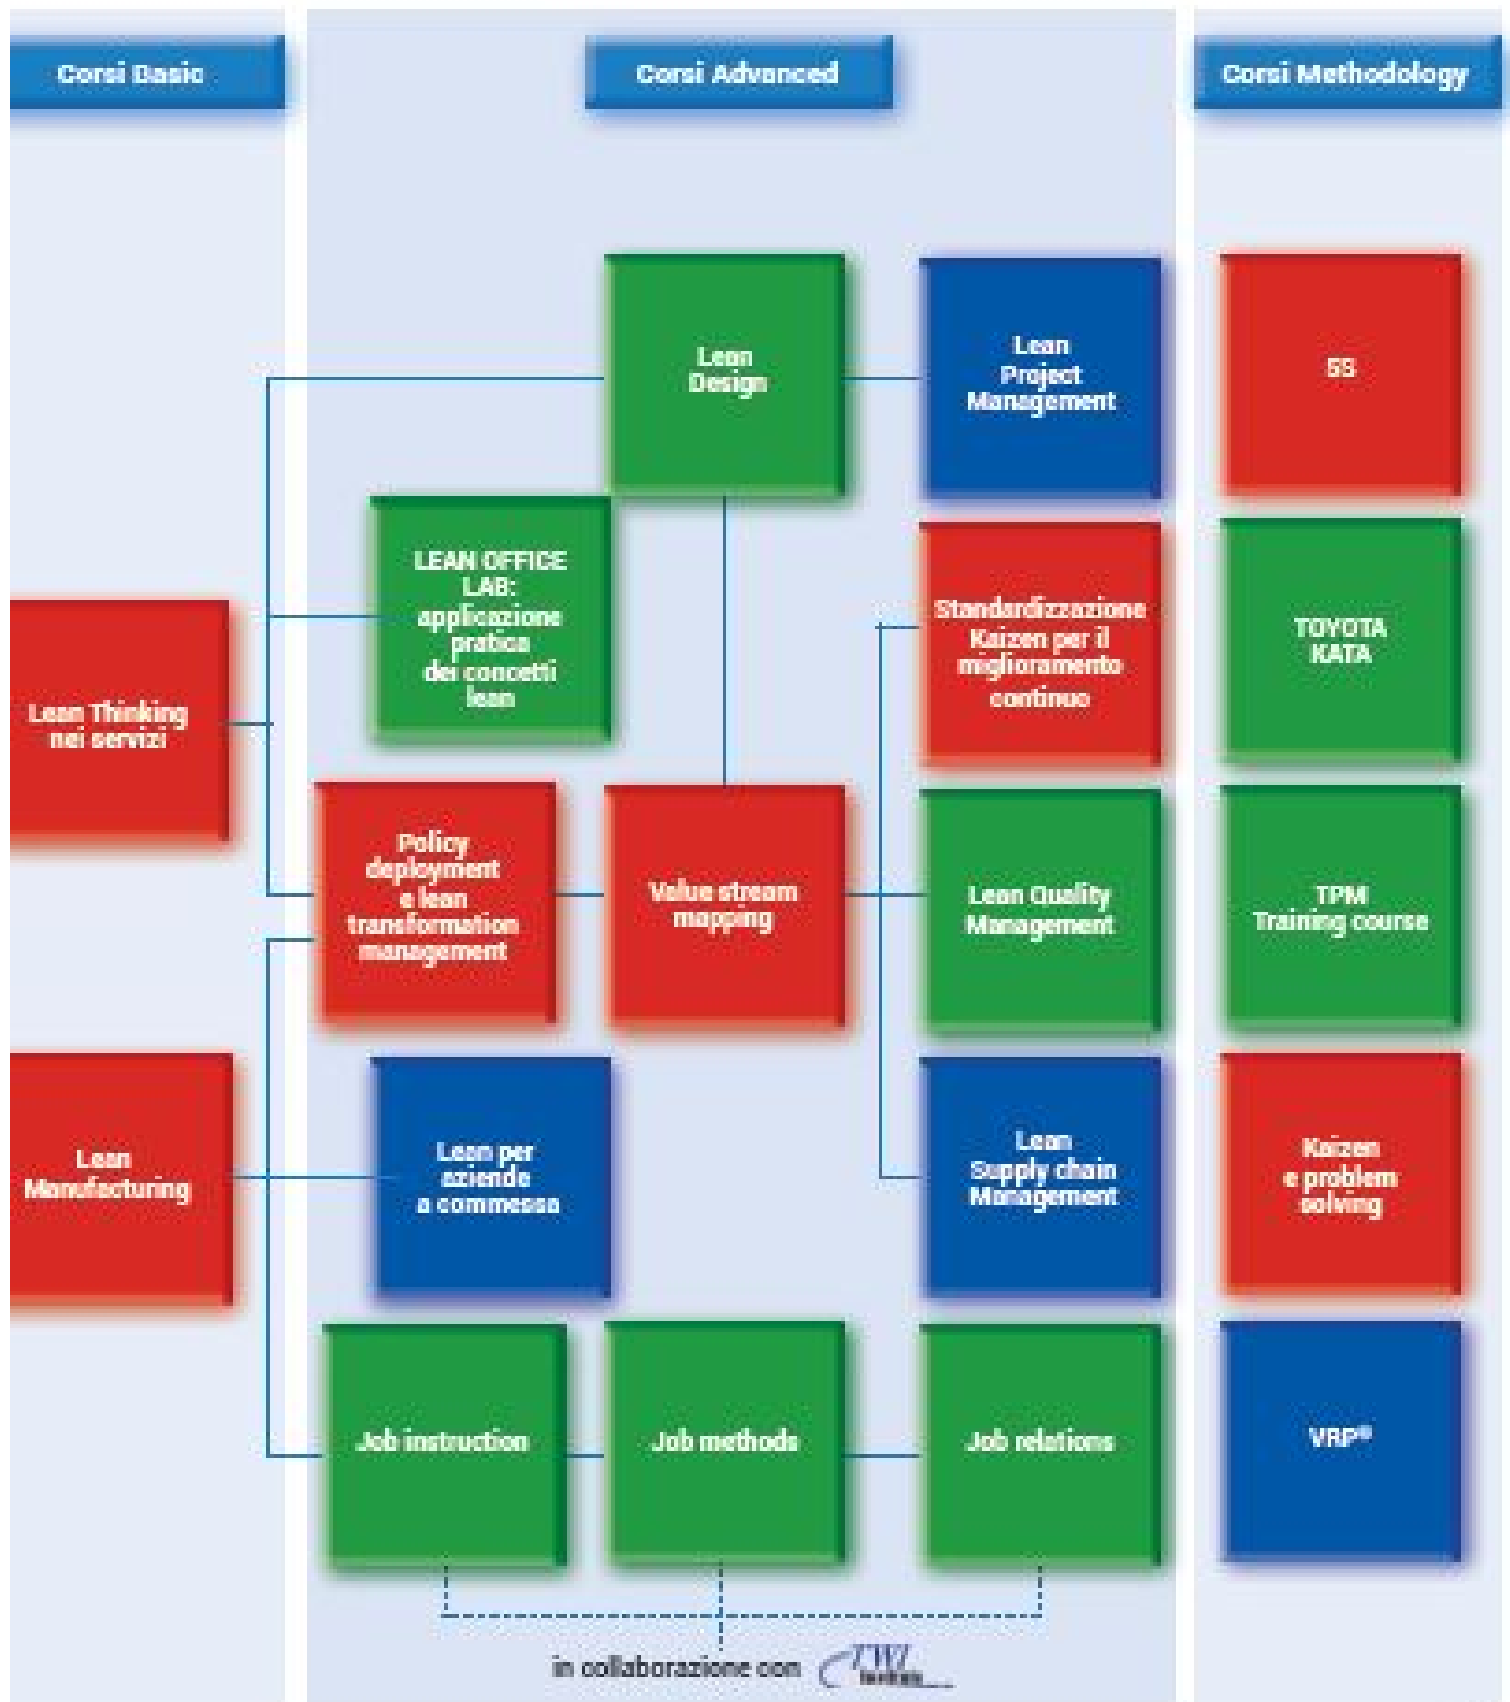 Corsi Basic
Corsi Advanced
Corsi Methodology
Lean
Design
Lean
Project
Management
5S
LEAN OFFICE
LAB:
applicazione
pratica
dei concetti
lean
Standardizzazione
Kaizen per il
miglioramento
continuo
TOYOTA
KATA
Lean Thinking
nei servizi
Policy
deployment
e lean
transformation
management
Value stream
mapping
Lean Quality
Management
TPM
Training course
Lean
Manufacturing
Lean per
aziende
a commessa
Lean
Supply chain
Management
Kaizen
e problem
solving
Job instruction
Job methods
Job relations
VRP®
in collaborazione con
TWI
Institute